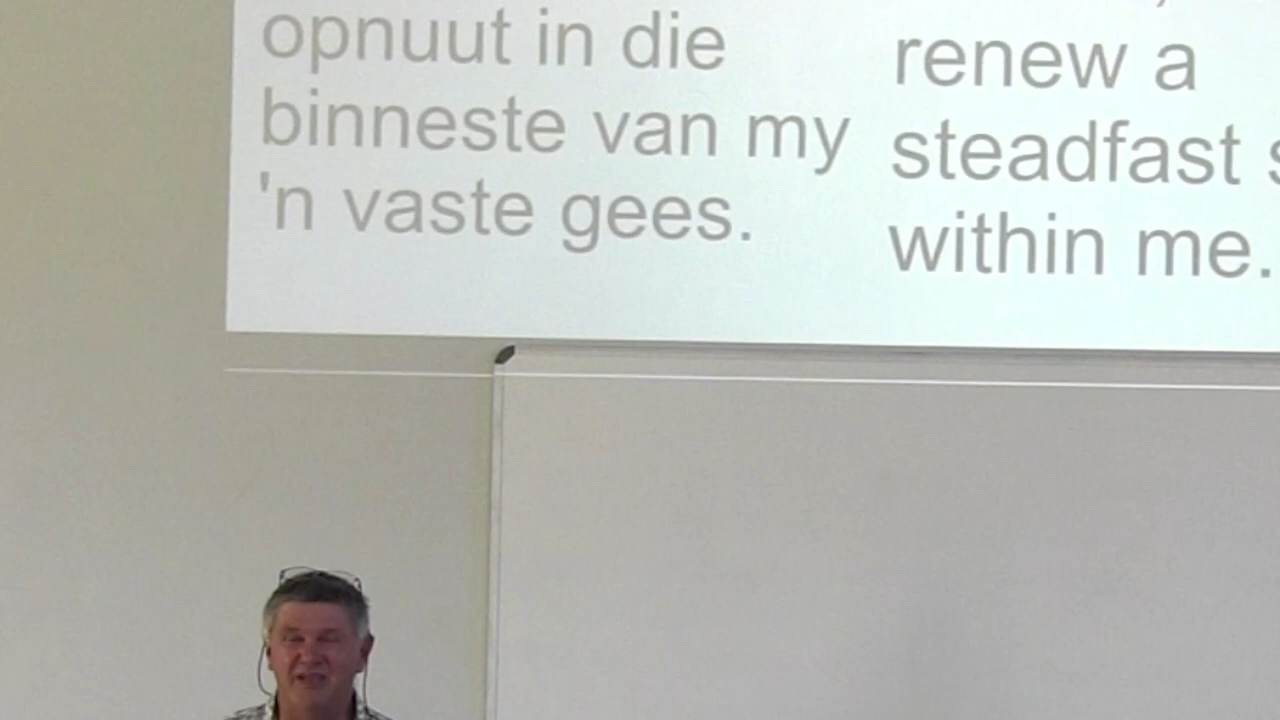 opnuut in die
binneste van my
'n vaste gees.
renew a
steadfast
within me.